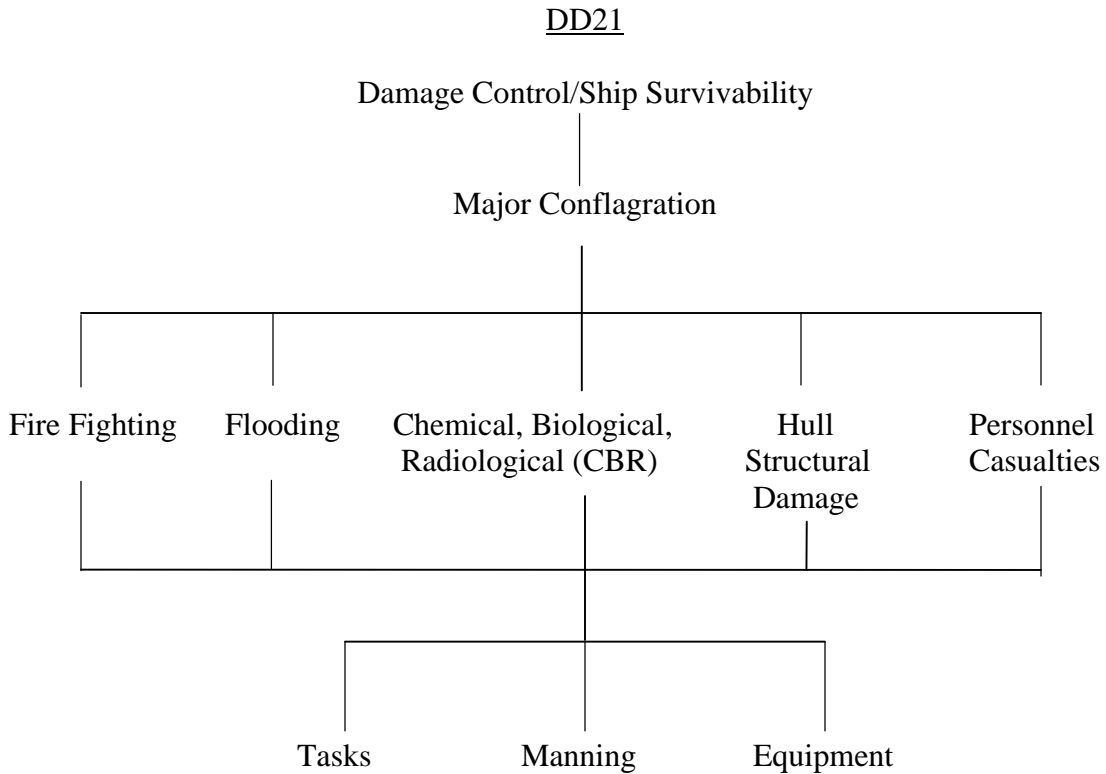 DD21
Damage Control/Ship Survivability
Major Conflagration
Fire Fighting
Flooding
Chemical, Biological,
Radiological (CBR)
Hull
Structural
Damage
Personnel
Casualties
Tasks
Manning
Equipment